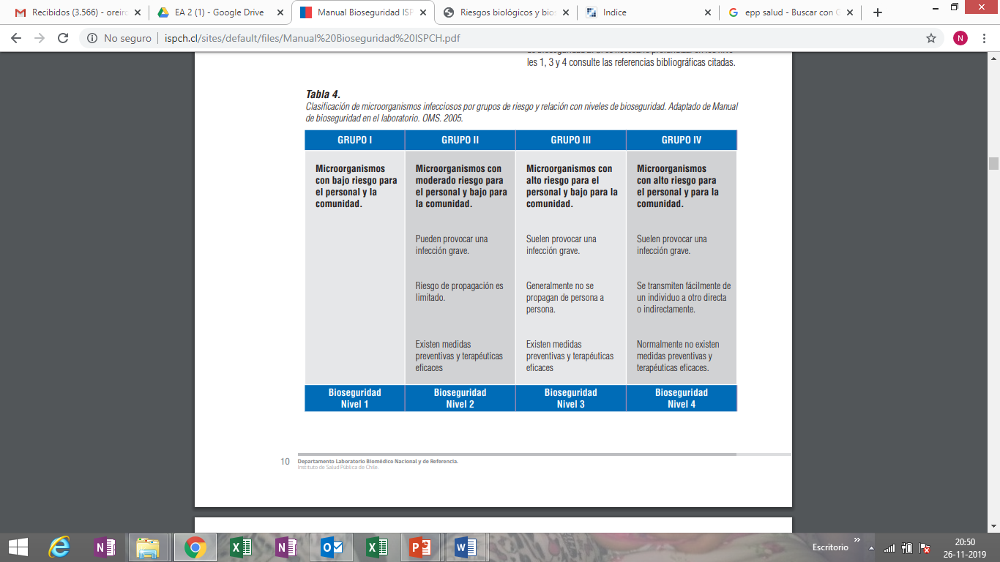 Recibidos (3.566) - oreiro
EA 2 (1) - Google Drive
Manual Bioseguridad ISP
Riesgos biológicos y bios
Indice
epp salud - Buscar con G
No seguro
ispch.cl/sites/default/files/Manual%20Bioseguridad%20ISPCH.pdf
N
les 1, 3 y 4 consulte las referencias bibliográficas citadas.
Tabla 4.
Clasificación de microorganismos infecciosos por grupos de riesgo y relación con niveles de bioseguridad. Adaptado de Manual
de bioseguridad en el laboratorio. OMS. 2005.
GRUPO I
GRUPO II
GRUPO III
GRUPO IV
Microorganismos
con bajo riesgo para
el personal y la
comunidad.
Microorganismos con
moderado riesgo para
el personal y bajo para
la comunidad.
Microorganismos con
alto riesgo para el
personal y bajo para la
comunidad.
Microorganismos
con alto riesgo para
el personal y para la
comunidad.
Pueden provocar una
infección grave.
Suelen provocar una
infección grave.
Suelen provocar una
infección grave.
Riesgo de propagación es
limitado.
Generalmente no se
propagan de persona a
persona.
Se transmiten fácilmente de
un individuo a otro directa
o indirectamente.
Existen medidas
preventivas y terapéuticas
eficaces
Existen medidas
preventivas y terapéuticas
eficaces
Normalmente no existen
medidas preventivas y
terapéuticas eficaces.
Bioseguridad
Nivel 1
Bioseguridad
Nivel 2
Bioseguridad
Nivel 3
Bioseguridad
Nivel 4
10
Departamento Laboratorio Biomédico Nacional y de Referencia.
Instituto de Salud Pública de Chile.
Escritorio
20:50
26-11-2019